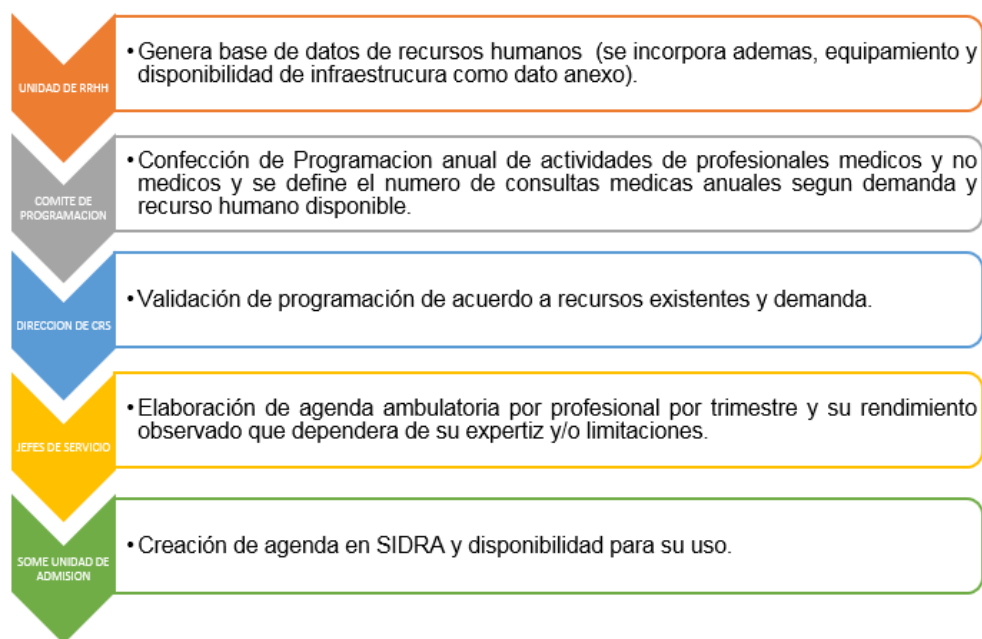 UNIDAD DE RRHH
• Genera base de datos de recursos humanos (se incorpora ademas, equipamiento y
disponibilidad de infraestrucura como dato anexo).
COMITE DE
PROGRAMACION
• Confección de Programacion anual de actividades de profesionales medicos y no
medicos y se define el numero de consultas medicas anuales segun demanda y
recurso humano disponible.
DIRECCION DE CRS
• Validación de programación de acuerdo a recursos existentes y demanda.
JEFES DE SERVICIO
• Elaboración de agenda ambulatoria por profesional por trimestre y su rendimiento
observado que dependera de su expertiz y/o limitaciones.
SOME UNIDAD DE
ADMISION
• Creación de agenda en SIDRA y disponibilidad para su uso.